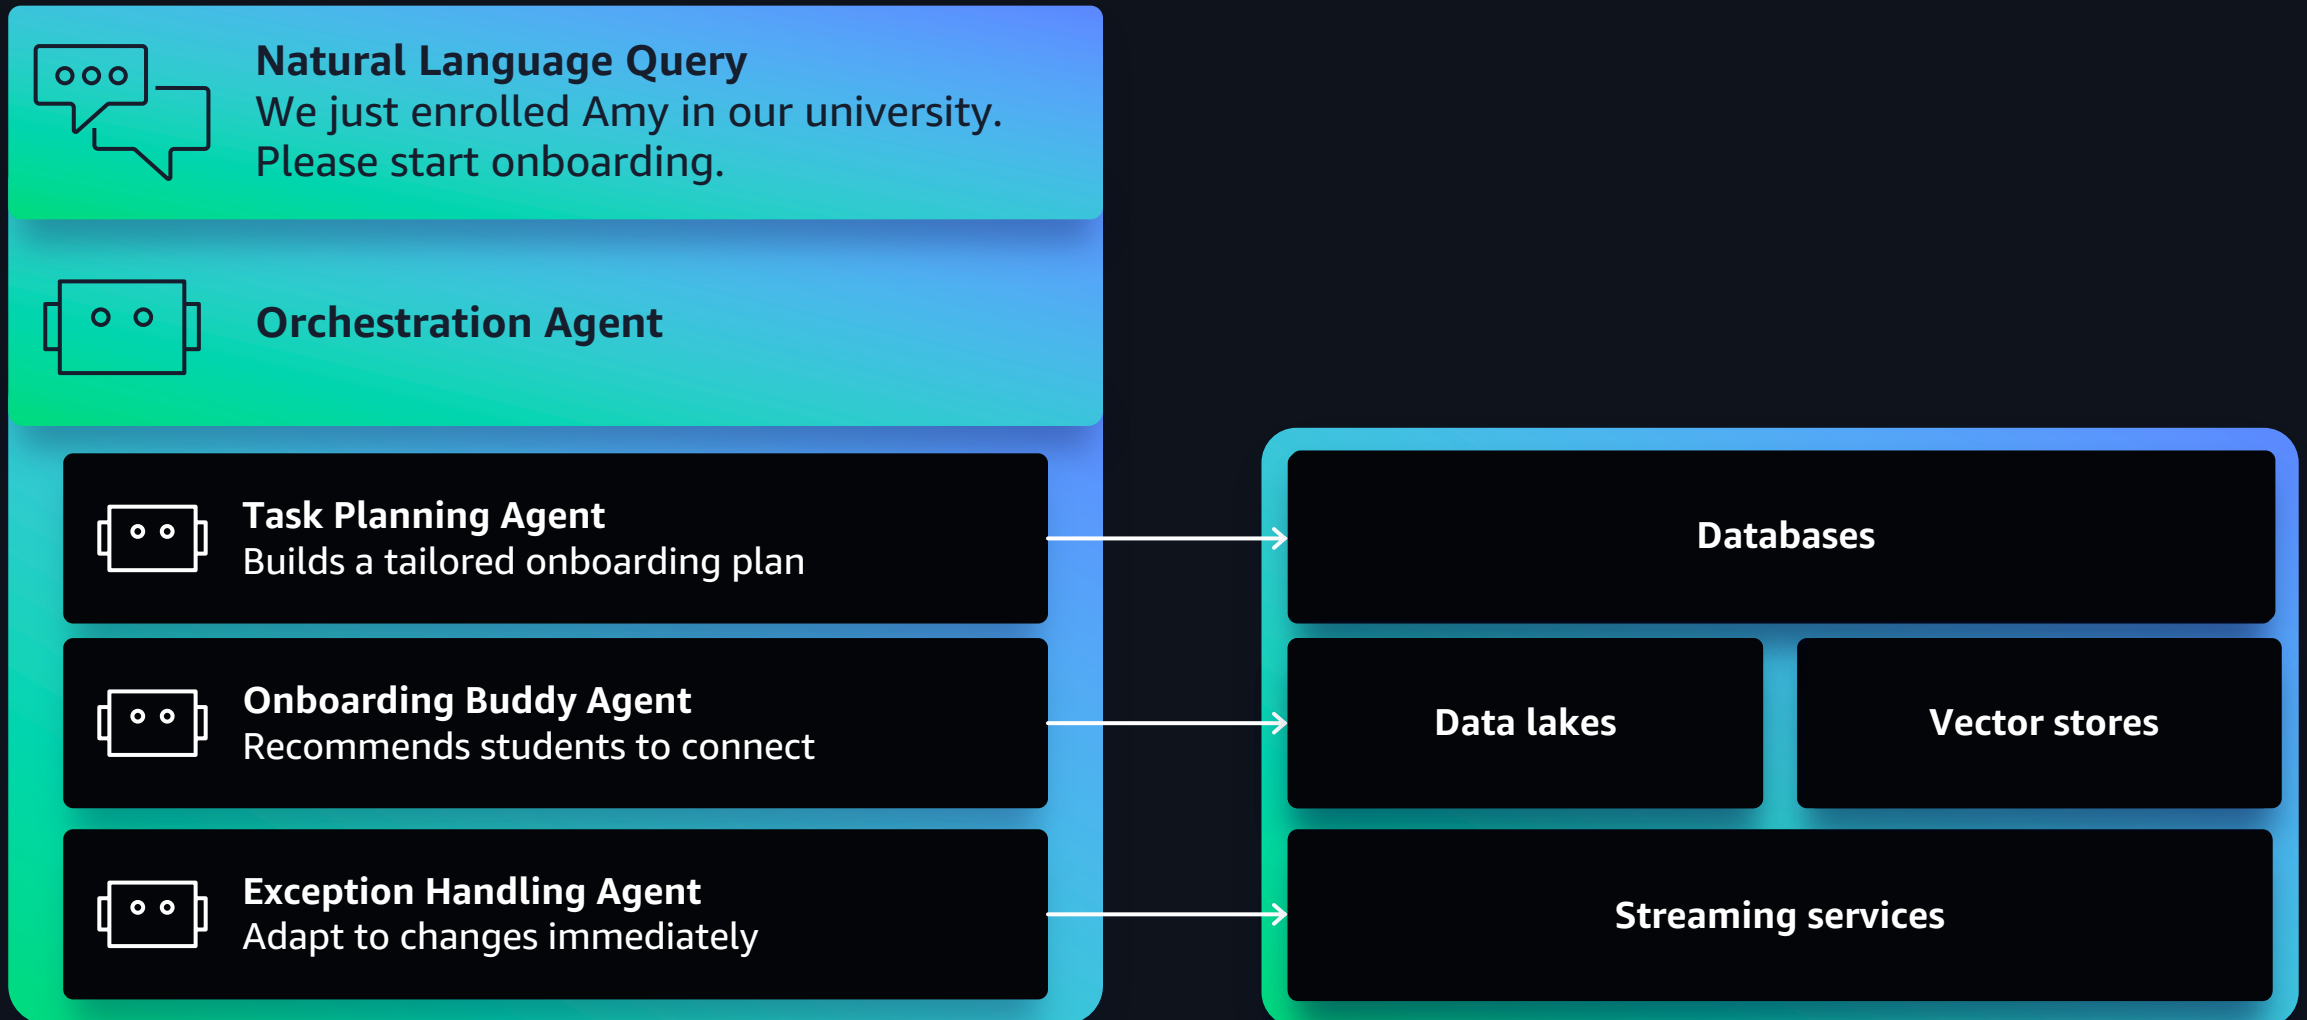 Natural Language Query
We just enrolled Amy in our university.
Please start onboarding.
Orchestration Agent
Task Planning Agent
Builds a tailored onboarding plan
Onboarding Buddy Agent
Recommends students to connect
Exception Handling Agent
Adapt to changes immediately
Databases
Data lakes
Vector stores
Streaming services